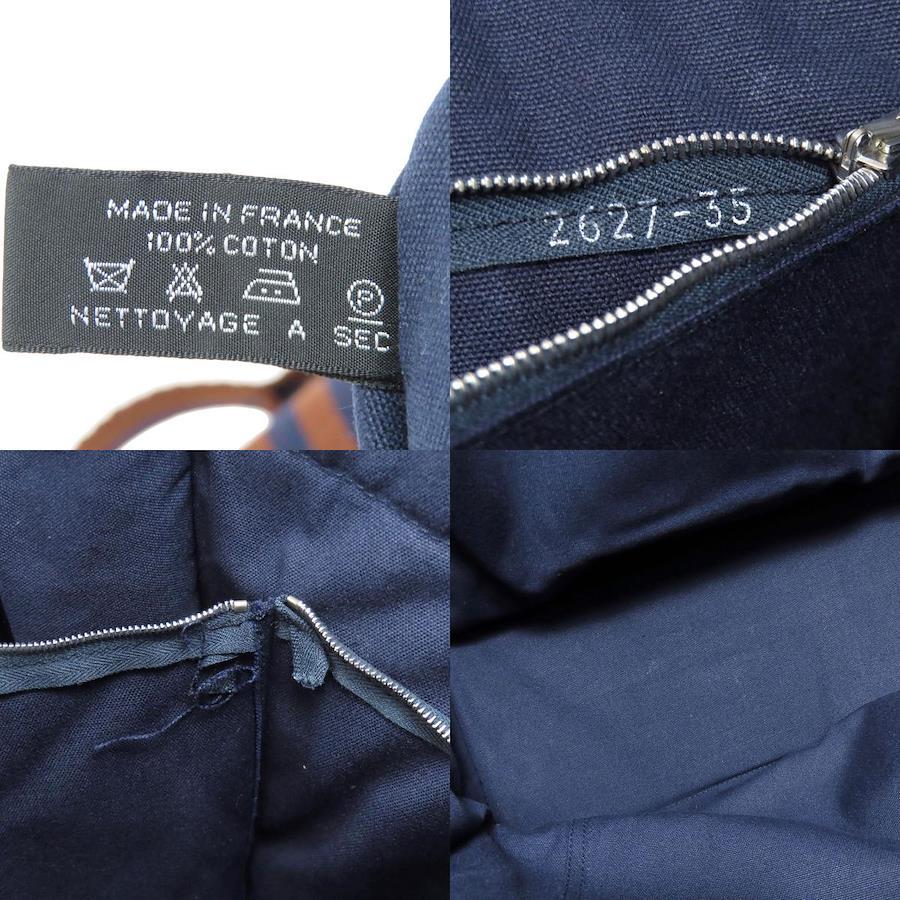 MADE IN FRANCE
100% COTON
P
NETTOYAGE A SEC
2627-35